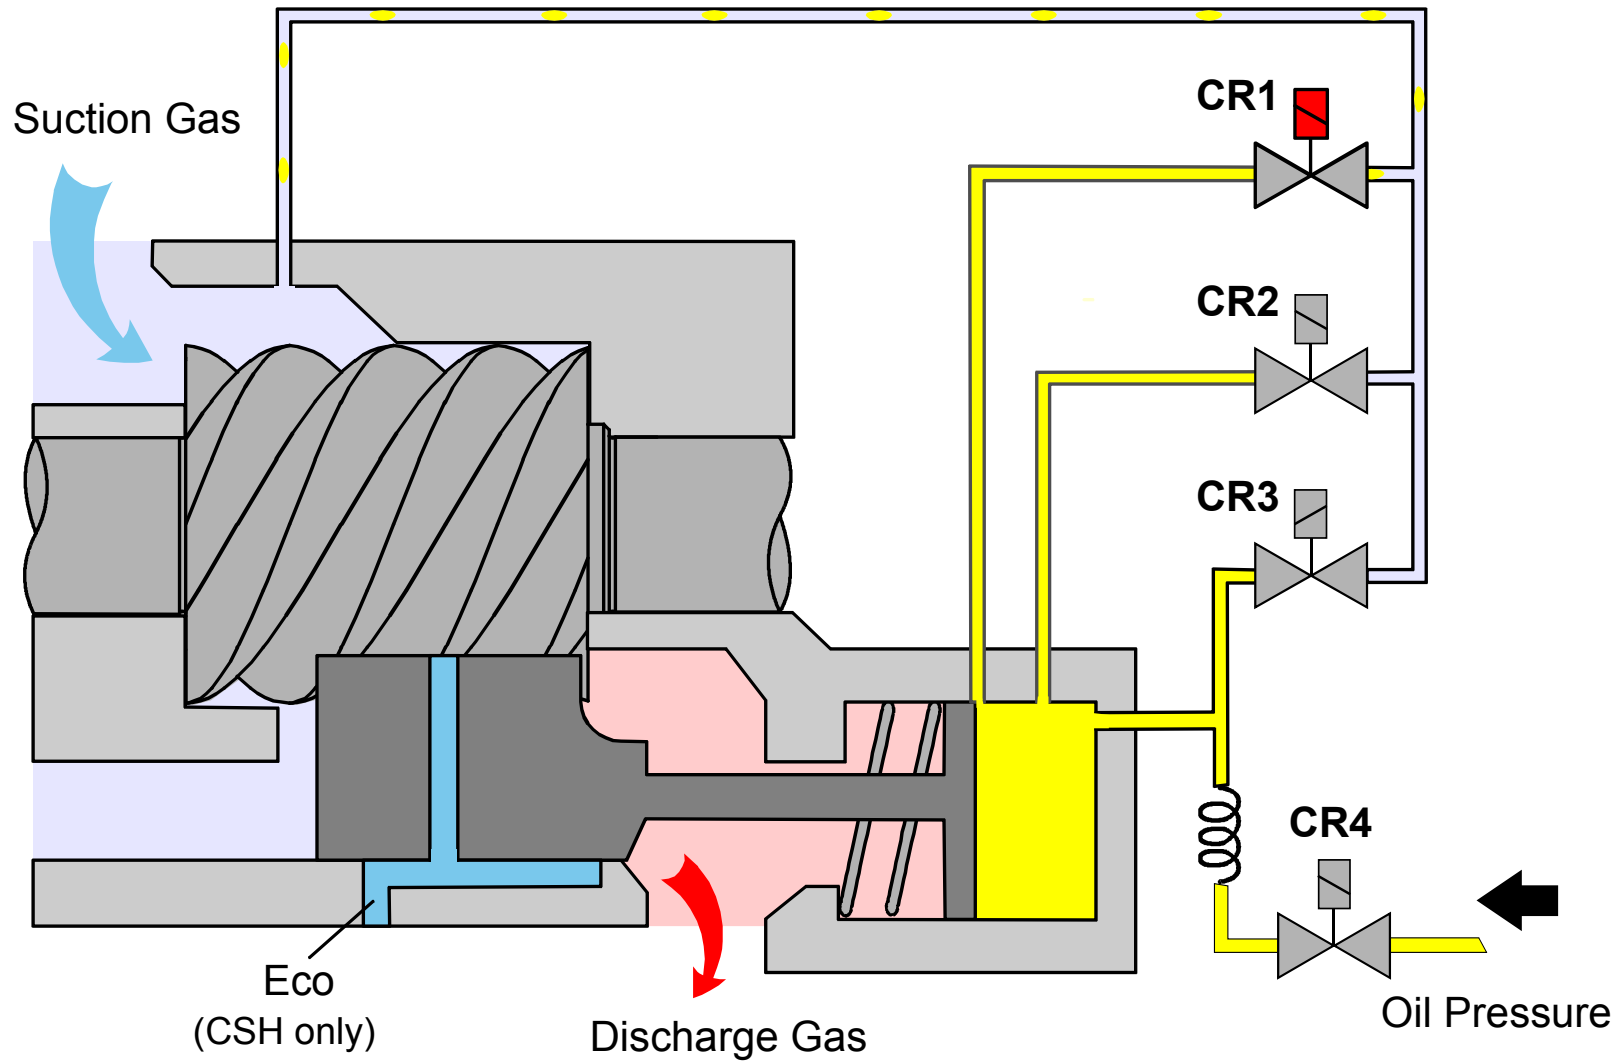 Suction Gas
CR1
CR2
CR3
CR4
Eco
(CSH only)
Discharge Gas
Oil Pressure